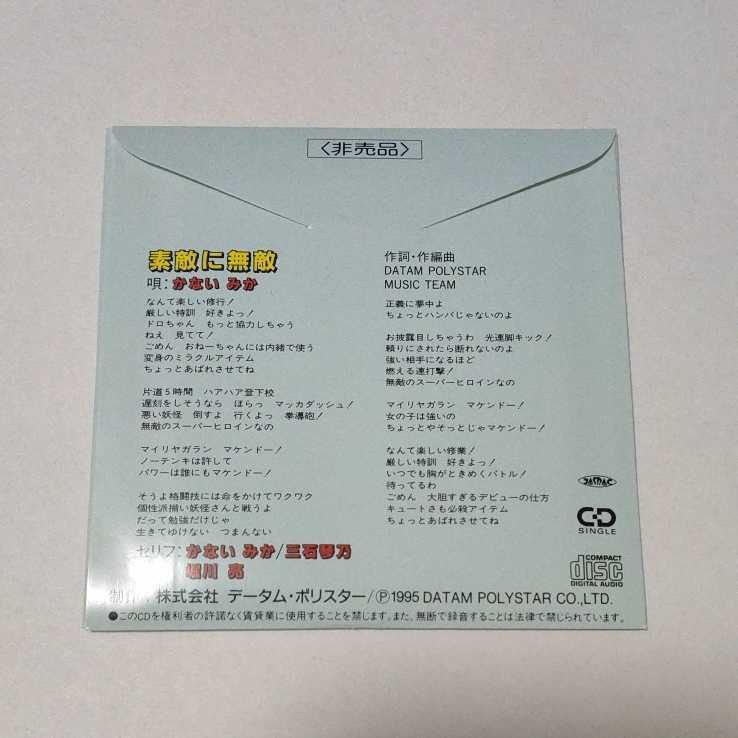 〈非売品〉
素敵に無敵
唄:かない みか
なんて楽しい修行!
厳しい特訓 好きよっ!
ドロちゃん もっと協力しちゃう
ねえ 見てて!
ごめん おねーちゃんには内緒で使う
変身のミラクルアイテム
ちょっとあばれさせてね
片道5時間 ハアハア登下校
遅刻をしそうなら ほらっ マッカダッシュ!
悪い妖怪 倒すよ 行くよっ 拳導砲!
無敵のスーパーヒロインなの
マイリヤガラン マケンドー!
ノーテンキは許して
パワーは誰にもマケンドー!
そうよ格闘技には命をかけてワクワク
個性派揃い妖怪さんと戦うよ
だって勉強だけじゃ
生きてゆけない つまんない
セリフ:かない みか/三石琴乃
堀川 亮
作詞・作編曲
DATAM POLYSTAR
MUSIC TEAM
正義に夢中よ
ちょっとハンパじゃないのよ
お披露目しちゃうわ 光連脚キック!
頼りにされたら断れないのよ
強い相手になるほど
燃える連打撃!
無敵のスーパーヒロインなの
マイリヤガラン マケンドー!
女の子は強いの
ちょっとやそっとじゃマケンドー!
なんて楽しい修業!
厳しい特訓 好きよっ!
いつでも胸がときめくバトル!
待ってるわ
ごめん 大胆すぎるデビューの仕方
キュートさも必殺アイテム
ちょっとあばれさせてね
CD
SINGLE
COMPACT
disc
DIGITAL AUDIO
制作:株式会社 データム・ポリスター/Ⓟ1995 DATAM POLYSTAR CO.,LTD.
●このCDを権利者の許諾なく賃貸業に使用することを禁じます。また、無断で録音することは法律で禁じられています。